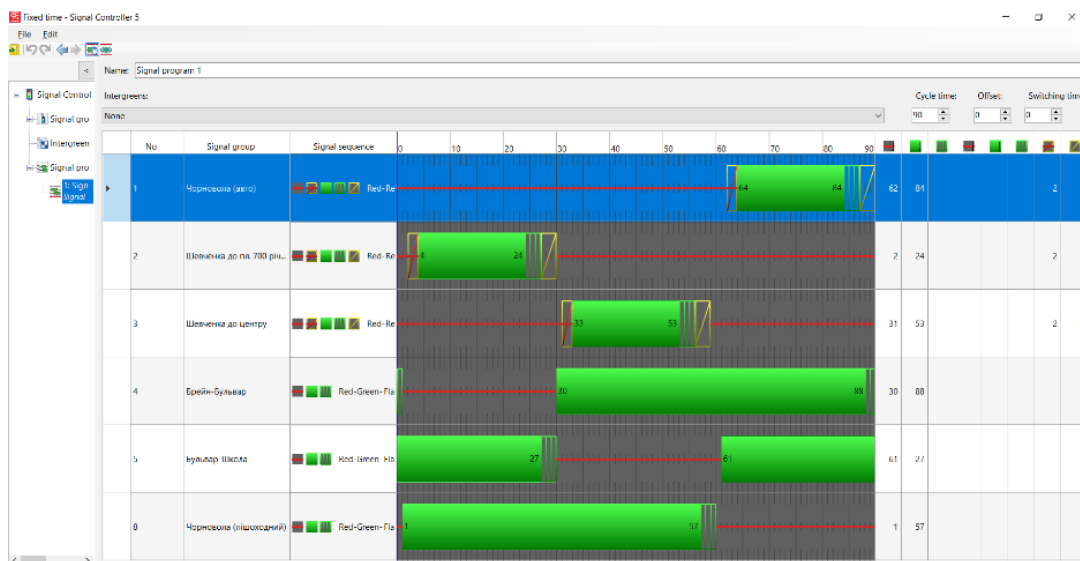 Fixed time - Signal Controller 5
File Edit
Name: Signal program 1
Signal Control
Intergreens:
Cycle time: Offset: Switching time
Signal gro
None
90 0 0
Intergreen
No Signal group Signal sequence 0 10 20 30 40 50 60 70 80 90
Signal pro
1: Sign
Signal
1 Чорновола (авто) Red-Re 64 84 62 84 2
2 Шевченка до пл. 700 річ... Red-Re 4 24 2 24 2
3 Шевченка до центру Red-Re 33 53 31 53 2
4 Брейн-Бульвар Red-Green-Fla 30 88 30 88
5 Бульвар-Школа Red-Green-Fla 27 61 61 27
8 Чорновола (пішоходний) Red-Green-Fla 1 57 1 57